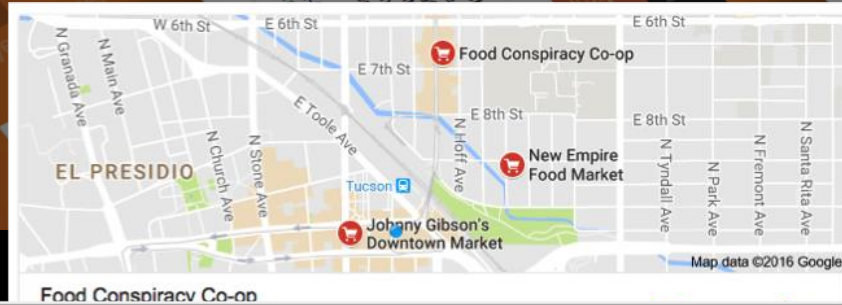 W 6th St
E 6th St
E 6th St
N Granada Ave
N Main Ave
Food Conspiracy Co-op
E 7th St
E Toole Ave
E 8th St
E 8th St
N Church Ave
N Stone Ave
N Hoff Ave
New Empire
Food Market
N Tyndall Ave
N Park Ave
N Fremont Ave
N Santa Rita Ave
EL PRESIDIO
Tucson
Johnny Gibson's
Downtown Market
Map data ©2016 Google
Food Conspiracy Co-op